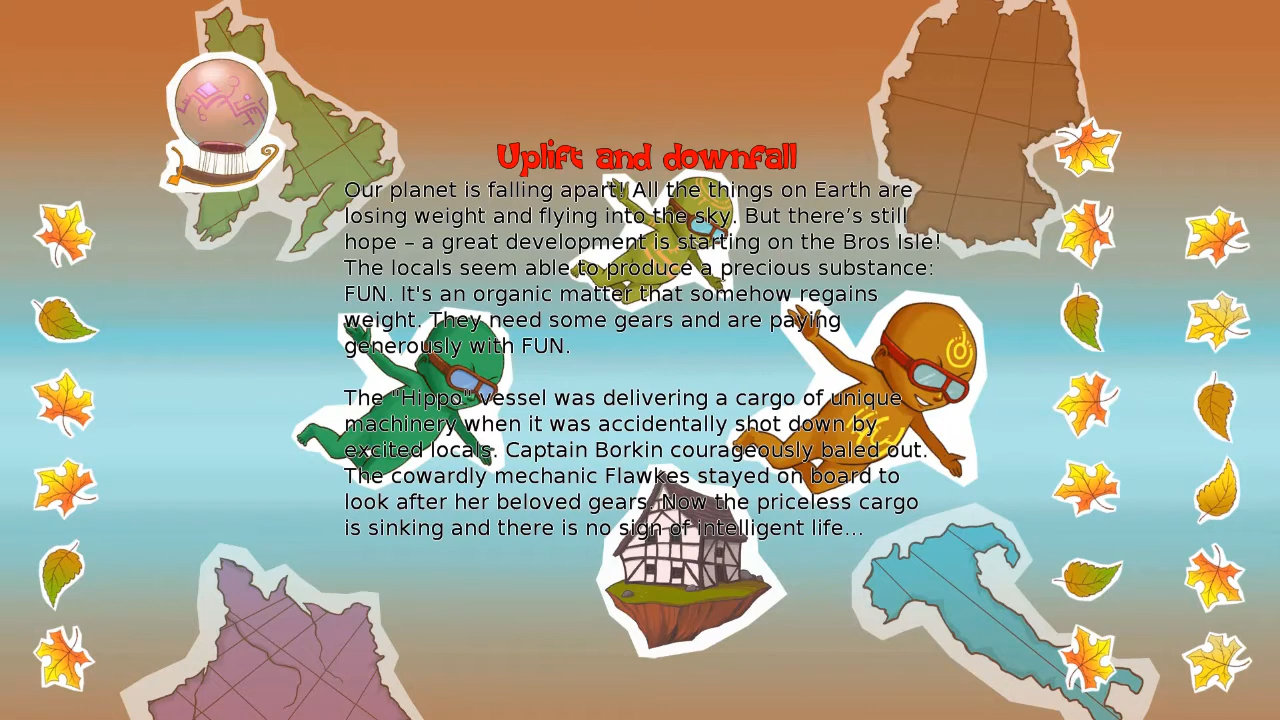 Uplift and downfall
Our planet is falling apart! All the things on Earth are
losing weight and flying into the sky. But there’s still
hope – a great development is starting on the Bros Isle!
The locals seem able to produce a precious substance:
FUN. It's an organic matter that somehow regains
weight. They need some gears and are paying
generously with FUN.
The "Hippo" vessel was delivering a cargo of unique
machinery when it was accidentally shot down by
excited locals. Captain Borkin courageously baled out.
The cowardly mechanic Flawkes stayed on board to
look after her beloved gears. Now the priceless cargo
is sinking and there is no sign of intelligent life...